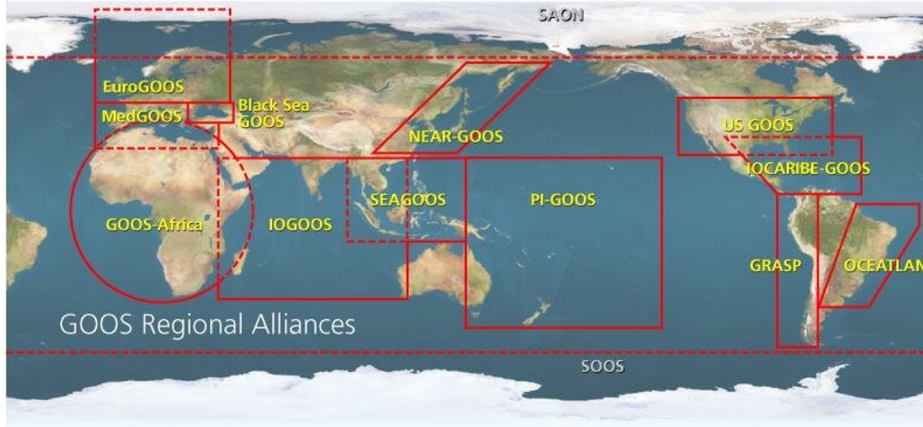 SAON
EuroGOOS
MedGOOS
Black Sea
GOOS
NEAR-GOOS
US GOOS
IOCARIBE-GOOS
GOOS-Africa
IOGOOS
SEAGOOS
PI-GOOS
GRASP
OCEATLAN
GOOS Regional Alliances
SOOS